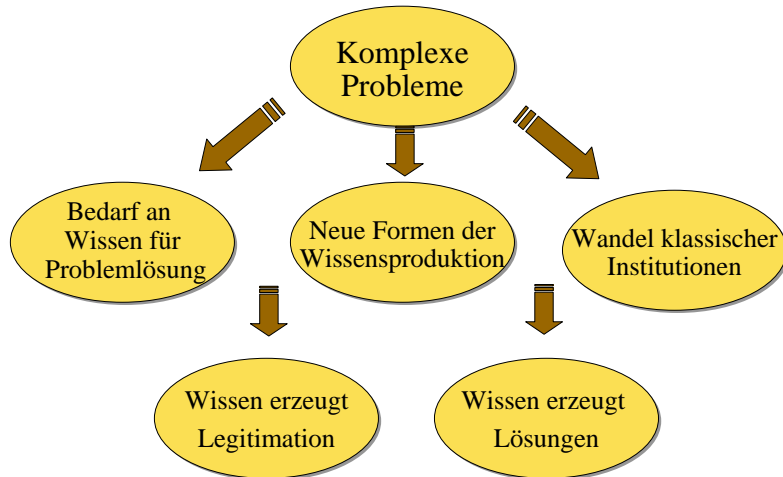 Komplexe
Probleme
Bedarf an
Wissen für
Problemlösung
Neue Formen der
Wissensproduktion
Wandel klassischer
Institutionen
Wissen erzeugt
Legitimation
Wissen erzeugt
Lösungen